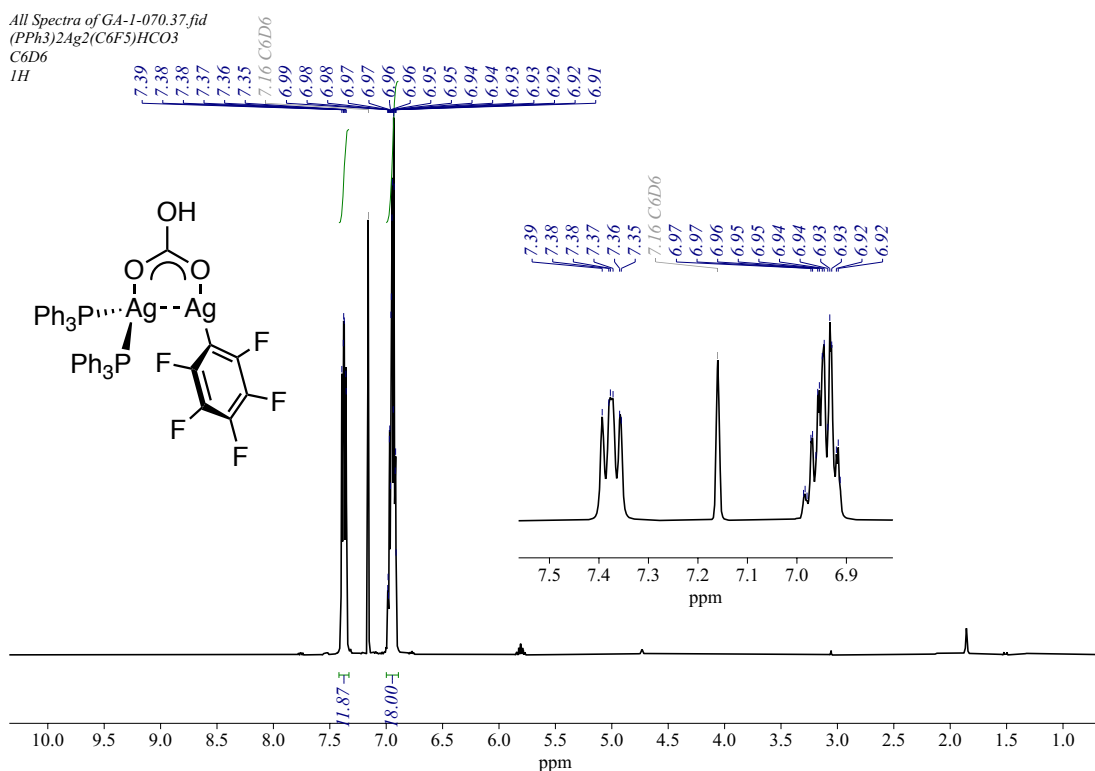 All Spectra of GA-1-070.37.fid
(PPh3)2Ag2(C6F5)HCO3
C6D6
1H
7.39
7.38
7.38
7.37
7.36
7.35
7.16 C6D6
6.99
6.98
6.98
6.97
6.97
6.96
6.96
6.95
6.95
6.94
6.94
6.93
6.93
6.92
6.92
6.91
OH
O O
Ph3P Ag Ag
Ph3P F F
F F
F
7.39
7.38
7.38
7.37
7.36
7.35
7.16 C6D6
6.97
6.97
6.96
6.95
6.95
6.94
6.94
6.93
6.93
6.92
6.92
7.5 7.4 7.3 7.2 7.1 7.0 6.9
ppm
11.87
18.00
10.0 9.5 9.0 8.5 8.0 7.5 7.0 6.5 6.0 5.5 5.0 4.5 4.0 3.5 3.0 2.5 2.0 1.5 1.0
ppm